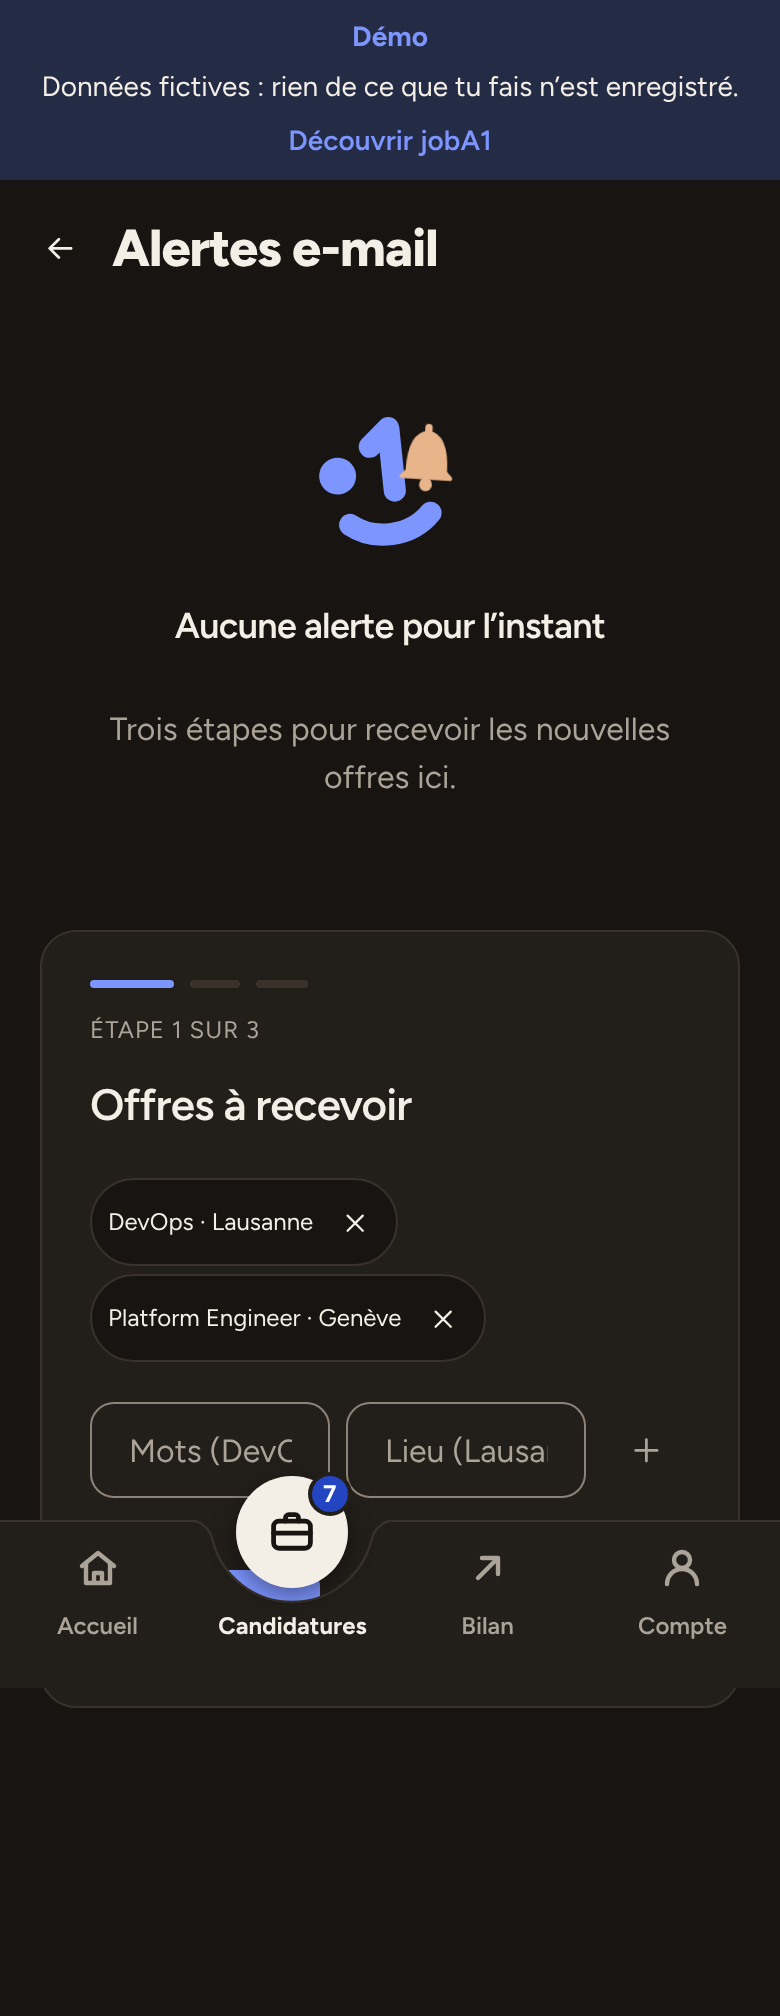 Démo
Données fictives : rien de ce que tu fais n’est enregistré.
Découvrir jobA1
Alertes e-mail
Aucune alerte pour l’instant
Trois étapes pour recevoir les nouvelles
offres ici.
ÉTAPE 1 SUR 3
Offres à recevoir
DevOps · Lausanne
Platform Engineer · Genève
Mots (DevO
Lieu (Lausa
7
Accueil
Candidatures
Bilan
Compte